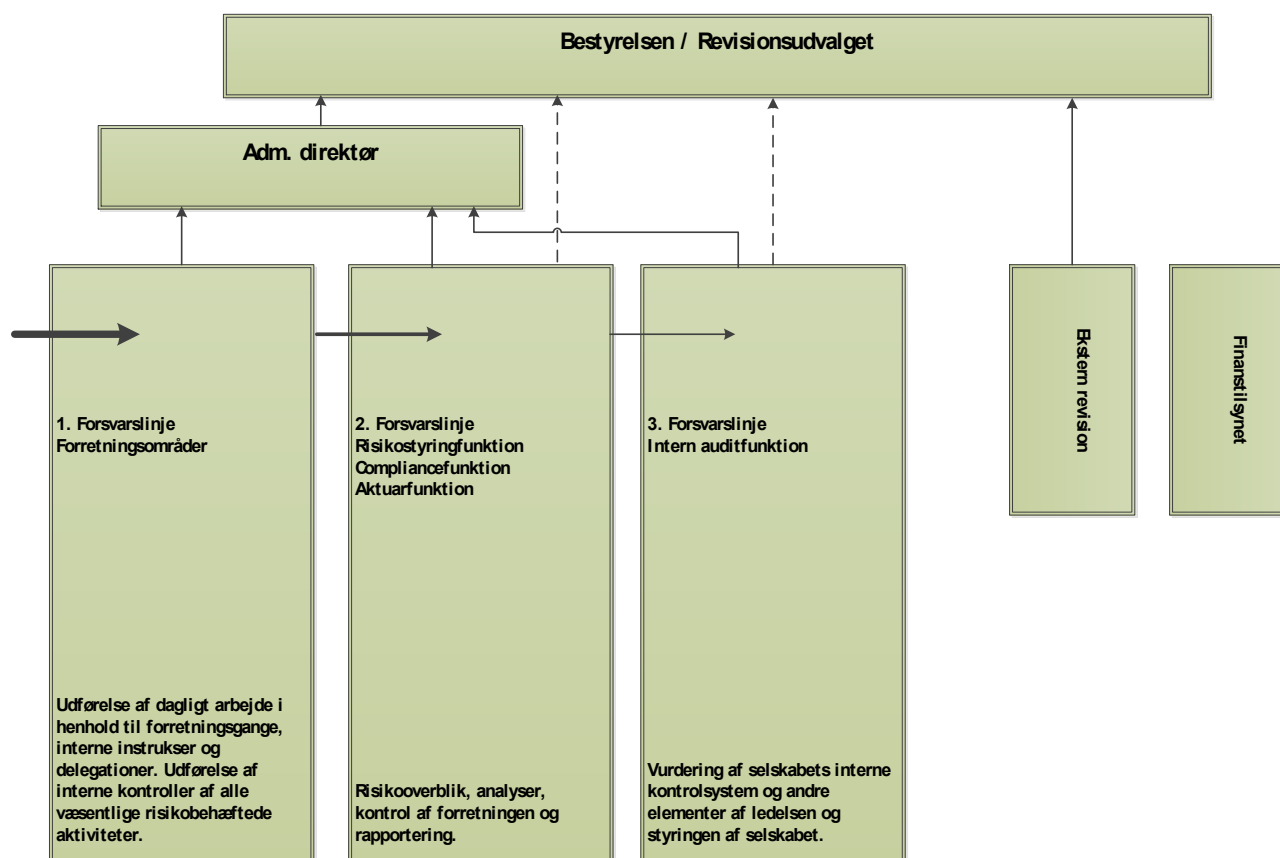 Bestyrelsen / Revisionsudvalget
Adm. direktør
1. Forsvarslinje
Forretningsområder
Udførelse af dagligt arbejde i
henhold til forretningsgange,
interne instrukser og
delegationer. Udførelse af
interne kontroller af alle
væsentlige risikobehæftede
aktiviteter.
2. Forsvarslinje
Risikostyringfunktion
Compliancefunktion
Aktuarfunktion
Risikooverblik, analyser,
kontrol af forretningen og
rapportering.
3. Forsvarslinje
Intern auditfunktion
Vurdering af selskabets interne
kontrolsystem og andre
elementer af ledelsen og
styringen af selskabet.
Ekstern revision
Finanstilsynet